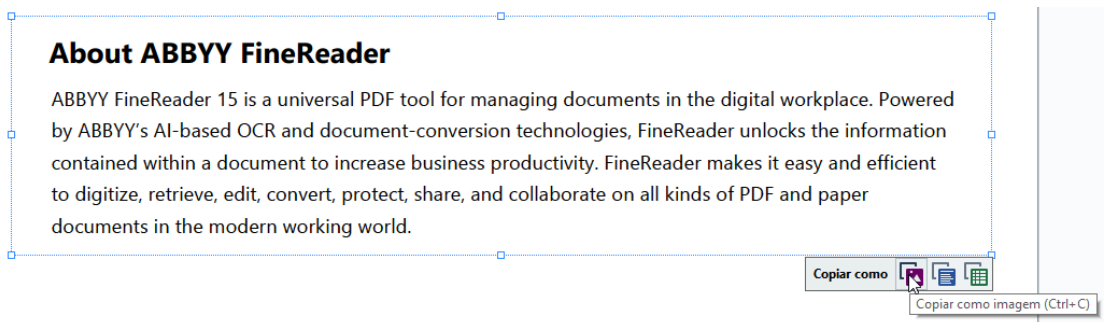 About ABBYY FineReader
ABBYY FineReader 15 is a universal PDF tool for managing documents in the digital workplace. Powered
by ABBYY’s AI-based OCR and document-conversion technologies, FineReader unlocks the information
contained within a document to increase business productivity. FineReader makes it easy and efficient
to digitize, retrieve, edit, convert, protect, share, and collaborate on all kinds of PDF and paper
documents in the modern working world.
Copiar como
Copiar como imagem (Ctrl+C)